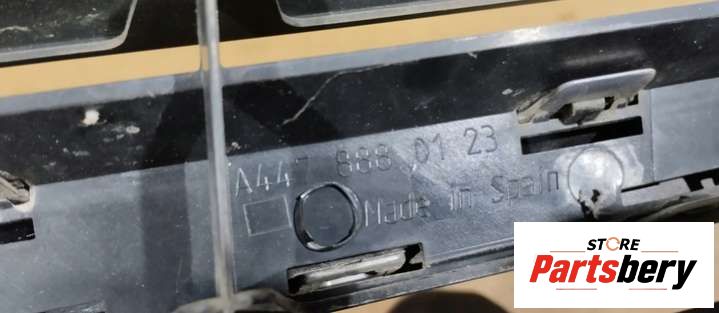 A447 888 01 23
Made in Spain
STORE
Partsbery